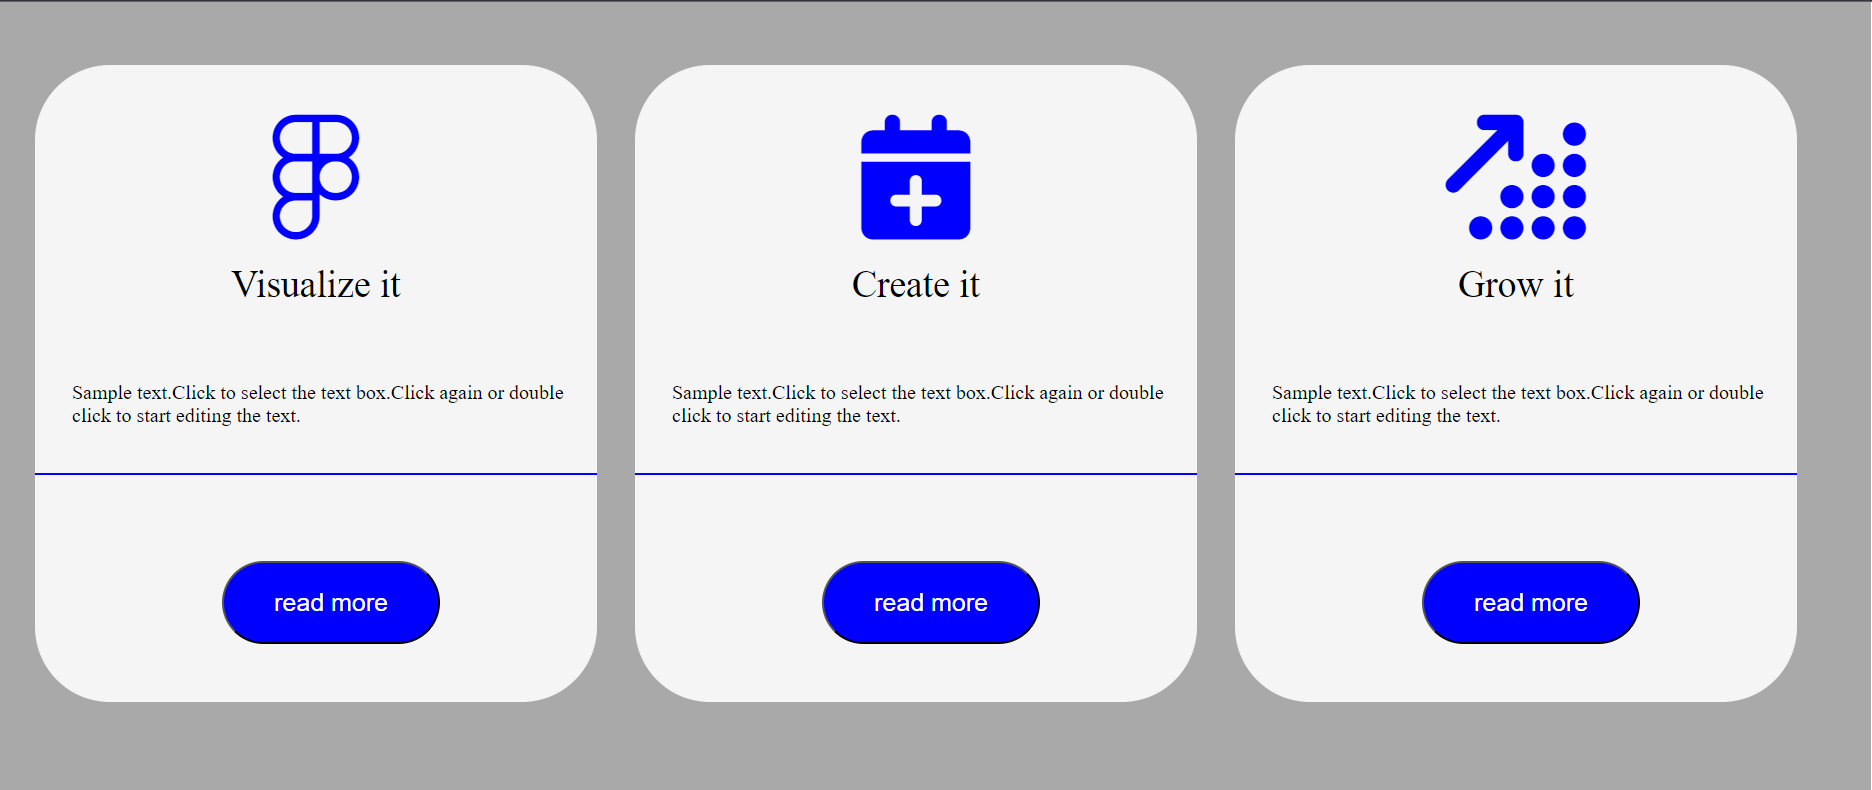 Visualize it
Sample text.Click to select the text box.Click again or double
click to start editing the text.
read more
Create it
Sample text.Click to select the text box.Click again or double
click to start editing the text.
read more
Grow it
Sample text.Click to select the text box.Click again or double
click to start editing the text.
read more